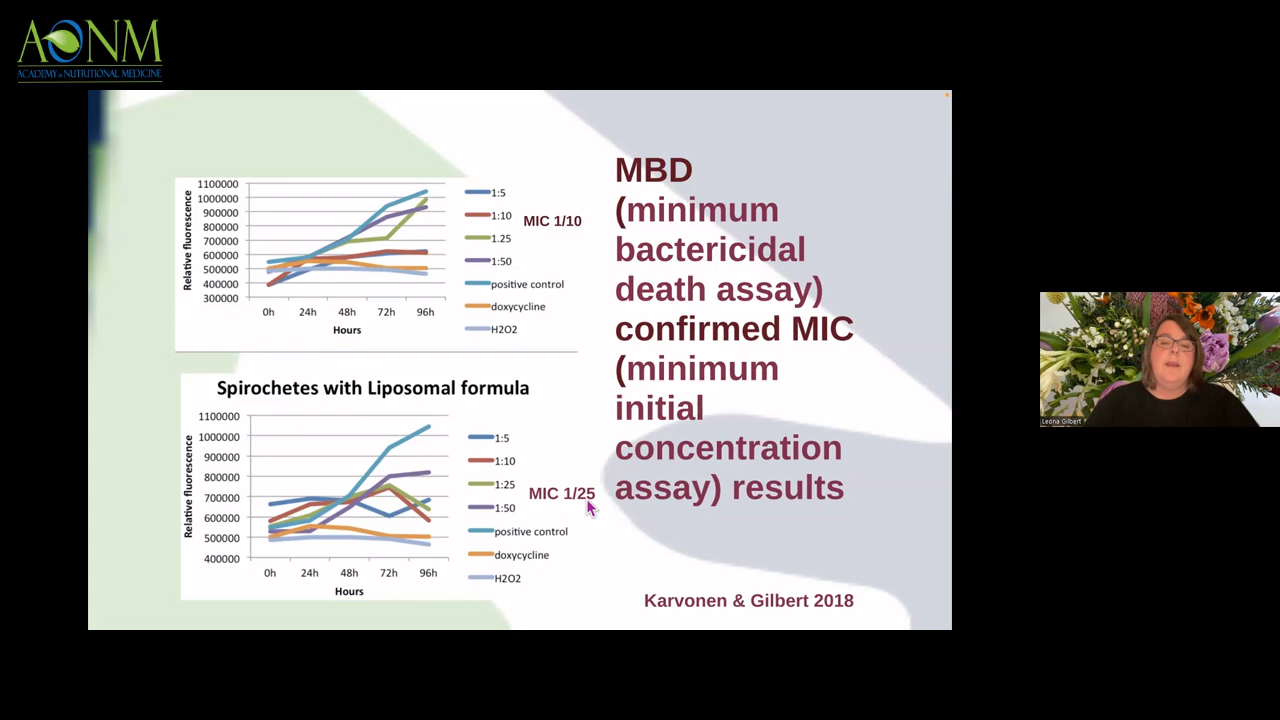 AONM
ACADEMY of NUTRITIONAL MEDICINE
1100000
1000000
900000
800000
700000
600000
500000
400000
300000
Relative fluorescence
0h 24h 48h 72h 96h
Hours
1:5
1:10
1.25
1:50
positive control
doxycycline
H2O2
MIC 1/10
Spirochetes with Liposomal formula
1100000
1000000
900000
800000
700000
600000
500000
400000
Relative fluorescence
0h 24h 48h 72h 96h
Hours
1:5
1:10
1:25
1:50
positive control
doxycycline
H2O2
MIC 1/25
MBD
(minimum
bactericidal
death assay)
confirmed MIC
(minimum
initial
concentration
assay) results
Karvonen & Gilbert 2018
Leona Gilbert